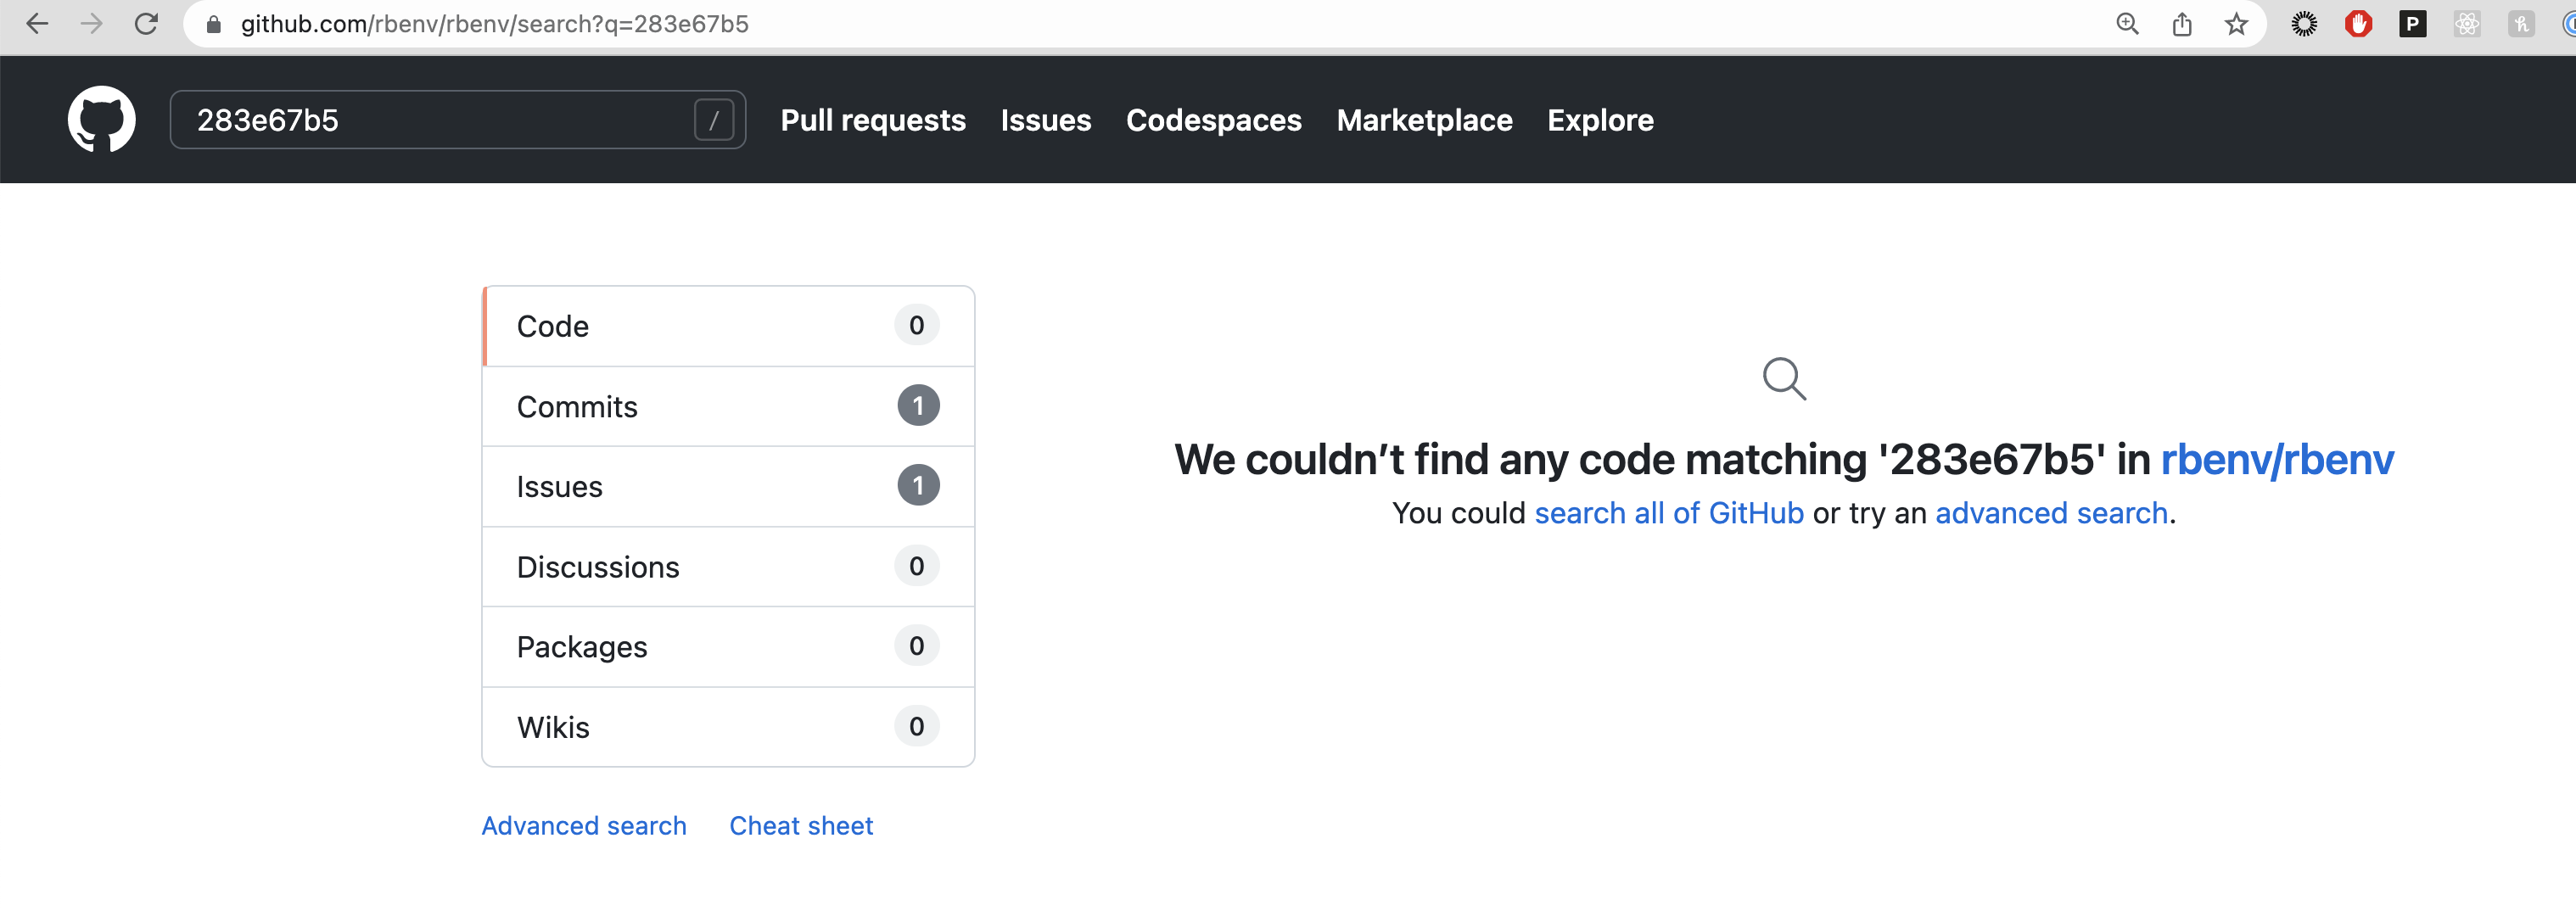 github.com/rbenv/rbenv/search?q=283e67b5
P
h
283e67b5
/
Pull requests
Issues
Codespaces
Marketplace
Explore
Code 0
Commits 1
Issues 1
Discussions 0
Packages 0
Wikis 0
Advanced search
Cheat sheet
We couldn’t find any code matching '283e67b5' in rbenv/rbenv
You could search all of GitHub or try an advanced search.